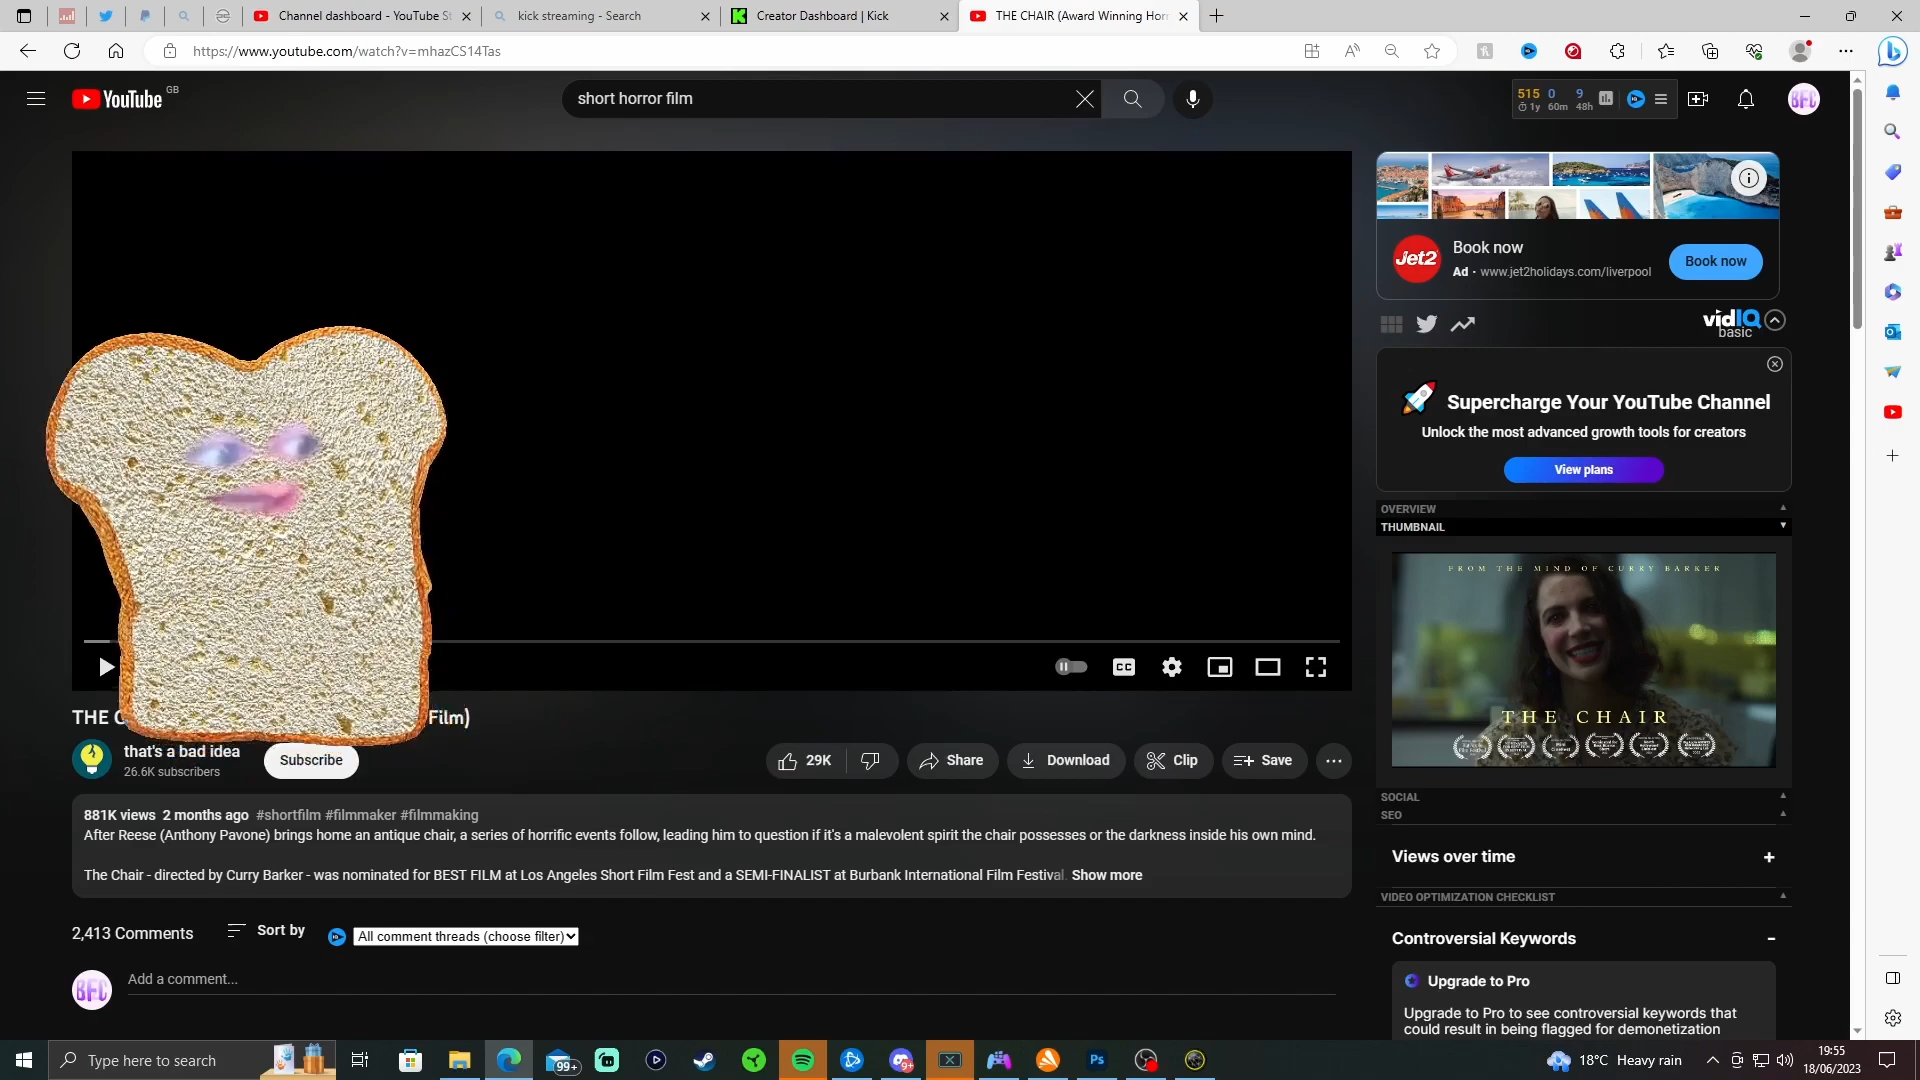 Channel dashboard - YouTube St
kick streaming - Search
Creator Dashboard | Kick
THE CHAIR (Award Winning Horr
https://www.youtube.com/watch?v=mhazCS14Tas
YouTube GB
short horror film
515 0 9
1y 60m 48h
BFC
Jet2
Book now
Ad · www.jet2holidays.com/liverpool
Book now
vidIQ
basic
Supercharge Your YouTube Channel
Unlock the most advanced growth tools for creators
View plans
OVERVIEW
THUMBNAIL
FROM THE MIND OF CURRY BARKER
THE CHAIR
CC
THE C Film)
that's a bad idea
26.6K subscribers
Subscribe
29K
Share
Download
Clip
Save
881K views 2 months ago #shortfilm #filmmaker #filmmaking
After Reese (Anthony Pavone) brings home an antique chair, a series of horrific events follow, leading him to question if it's a malevolent spirit the chair possesses or the darkness inside his own mind.
The Chair - directed by Curry Barker - was nominated for BEST FILM at Los Angeles Short Film Fest and a SEMI-FINALIST at Burbank International Film Festival. Show more
2,413 Comments
Sort by
All comment threads (choose filter)
BFC
Add a comment...
SOCIAL
SEO
Views over time
VIDEO OPTIMIZATION CHECKLIST
Controversial Keywords
Upgrade to Pro
Upgrade to Pro to see controversial keywords that
could result in being flagged for demonetization
Type here to search
99+
9+
Ps
18°C Heavy rain
19:55
18/06/2023